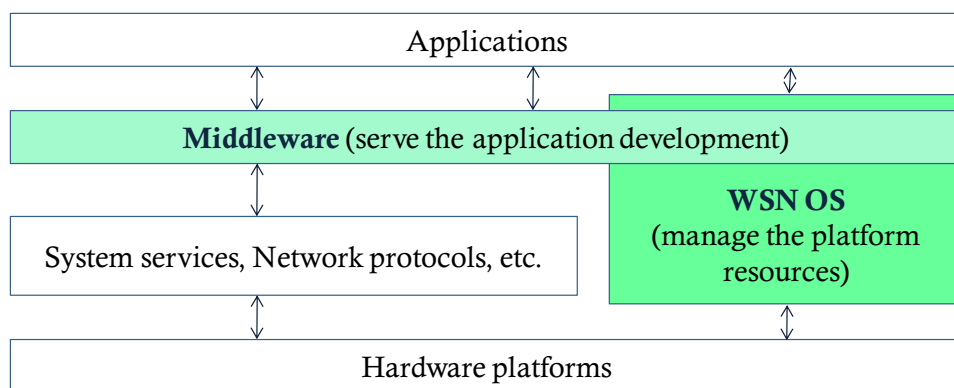 Applications
Middleware (serve the application development)
WSN OS
(manage the platform
resources)
System services, Network protocols, etc.
Hardware platforms